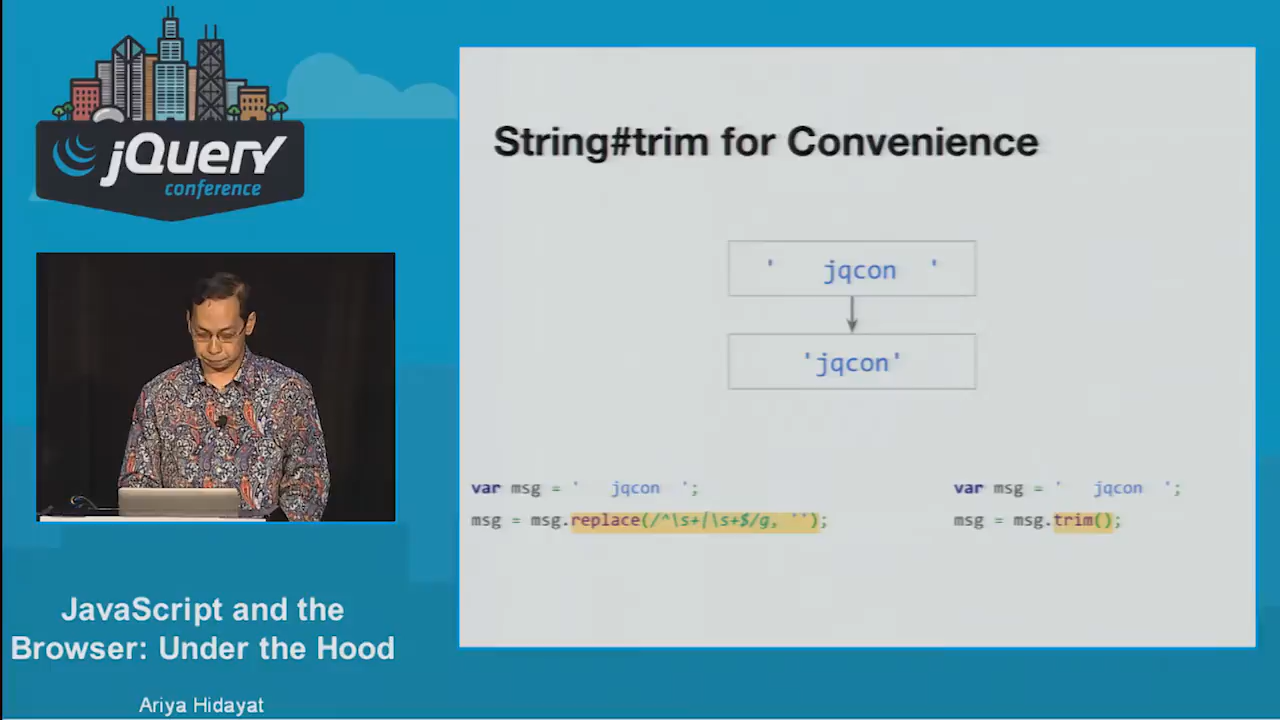 jQuery
conference
String#trim for Convenience
'   jqcon  '
'jqcon'
var msg = '   jqcon  ';
msg = msg.replace(/^\s+|\s+$/g, '');
var msg = '   jqcon  ';
msg = msg.trim();
JavaScript and the
Browser: Under the Hood
Ariya Hidayat